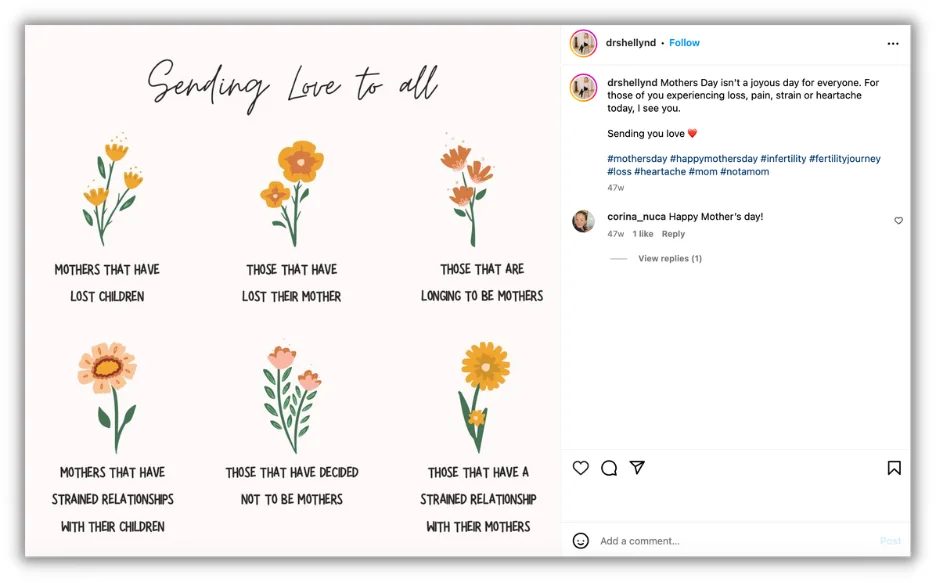 Sending Love to all
MOTHERS THAT HAVE
LOST CHILDREN
THOSE THAT HAVE
LOST THEIR MOTHER
THOSE THAT ARE
LONGING TO BE MOTHERS
MOTHERS THAT HAVE
STRAINED RELATIONSHIPS
WITH THEIR CHILDREN
THOSE THAT HAVE DECIDED
NOT TO BE MOTHERS
THOSE THAT HAVE A
STRAINED RELATIONSHIP
WITH THEIR MOTHERS
drshellynd • Follow
drshellynd Mothers Day isn't a joyous day for everyone. For
those of you experiencing loss, pain, strain or heartache
today, I see you.
Sending you love ❤️
#mothersday #happymothersday #infertility #fertilityjourney
#loss #heartache #mom #notamom
47w
corina_nuca Happy Mother's day!
47w 1 like Reply
View replies (1)
Add a comment...
Post